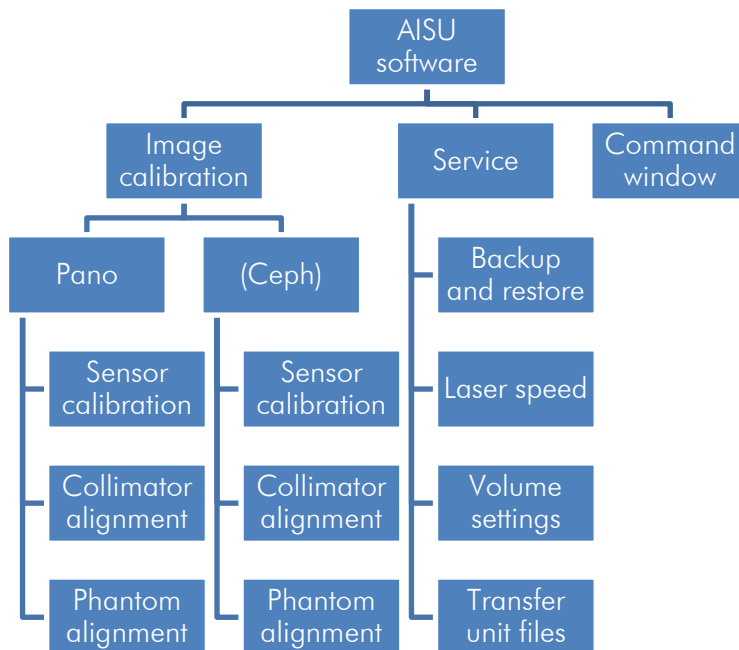 AISU
software
Image
calibration
Service
Command
window
Pano
(Ceph)
Backup
and restore
Sensor
calibration
Sensor
calibration
Laser speed
Collimator
alignment
Collimator
alignment
Volume
settings
Phantom
alignment
Phantom
alignment
Transfer
unit files